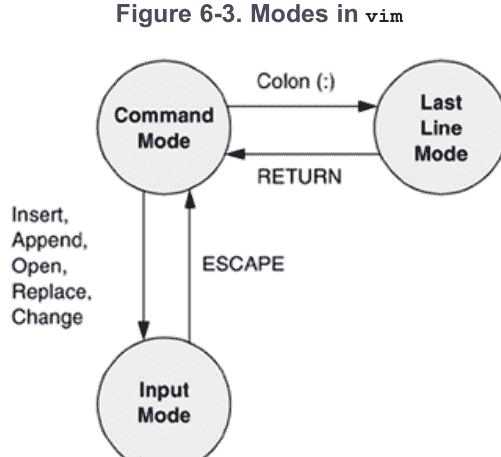 Figure 6-3. Modes in vim
Colon (:)
Command
Mode
Last
Line
Mode
RETURN
Insert,
Append,
Open,
Replace,
Change
ESCAPE
Input
Mode